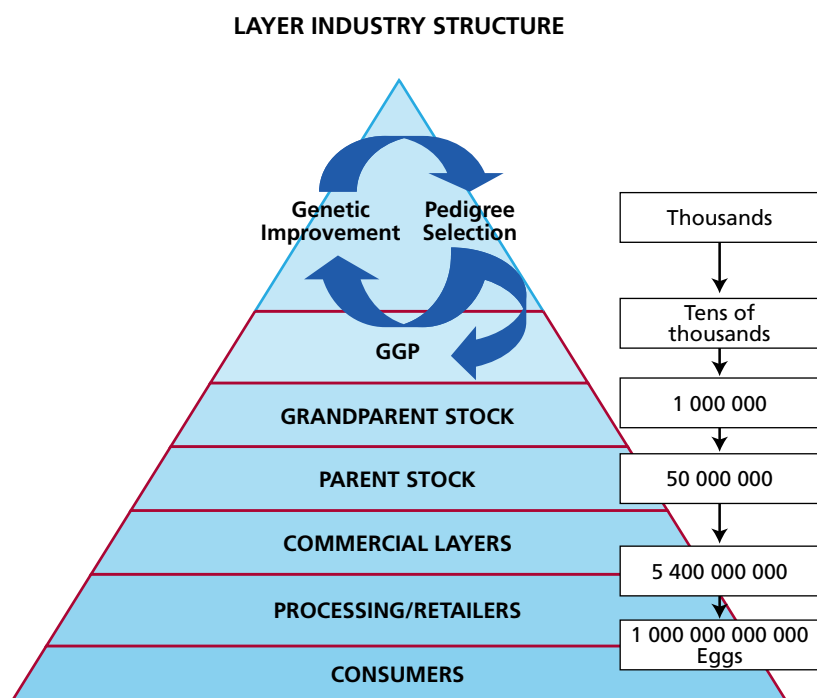 LAYER INDUSTRY STRUCTURE
Genetic
Improvement
Pedigree
Selection
GGP
GRANDPARENT STOCK
PARENT STOCK
COMMERCIAL LAYERS
PROCESSING/RETAILERS
CONSUMERS
Thousands
Tens of
thousands
1 000 000
50 000 000
5 400 000 000
1 000 000 000 000
Eggs